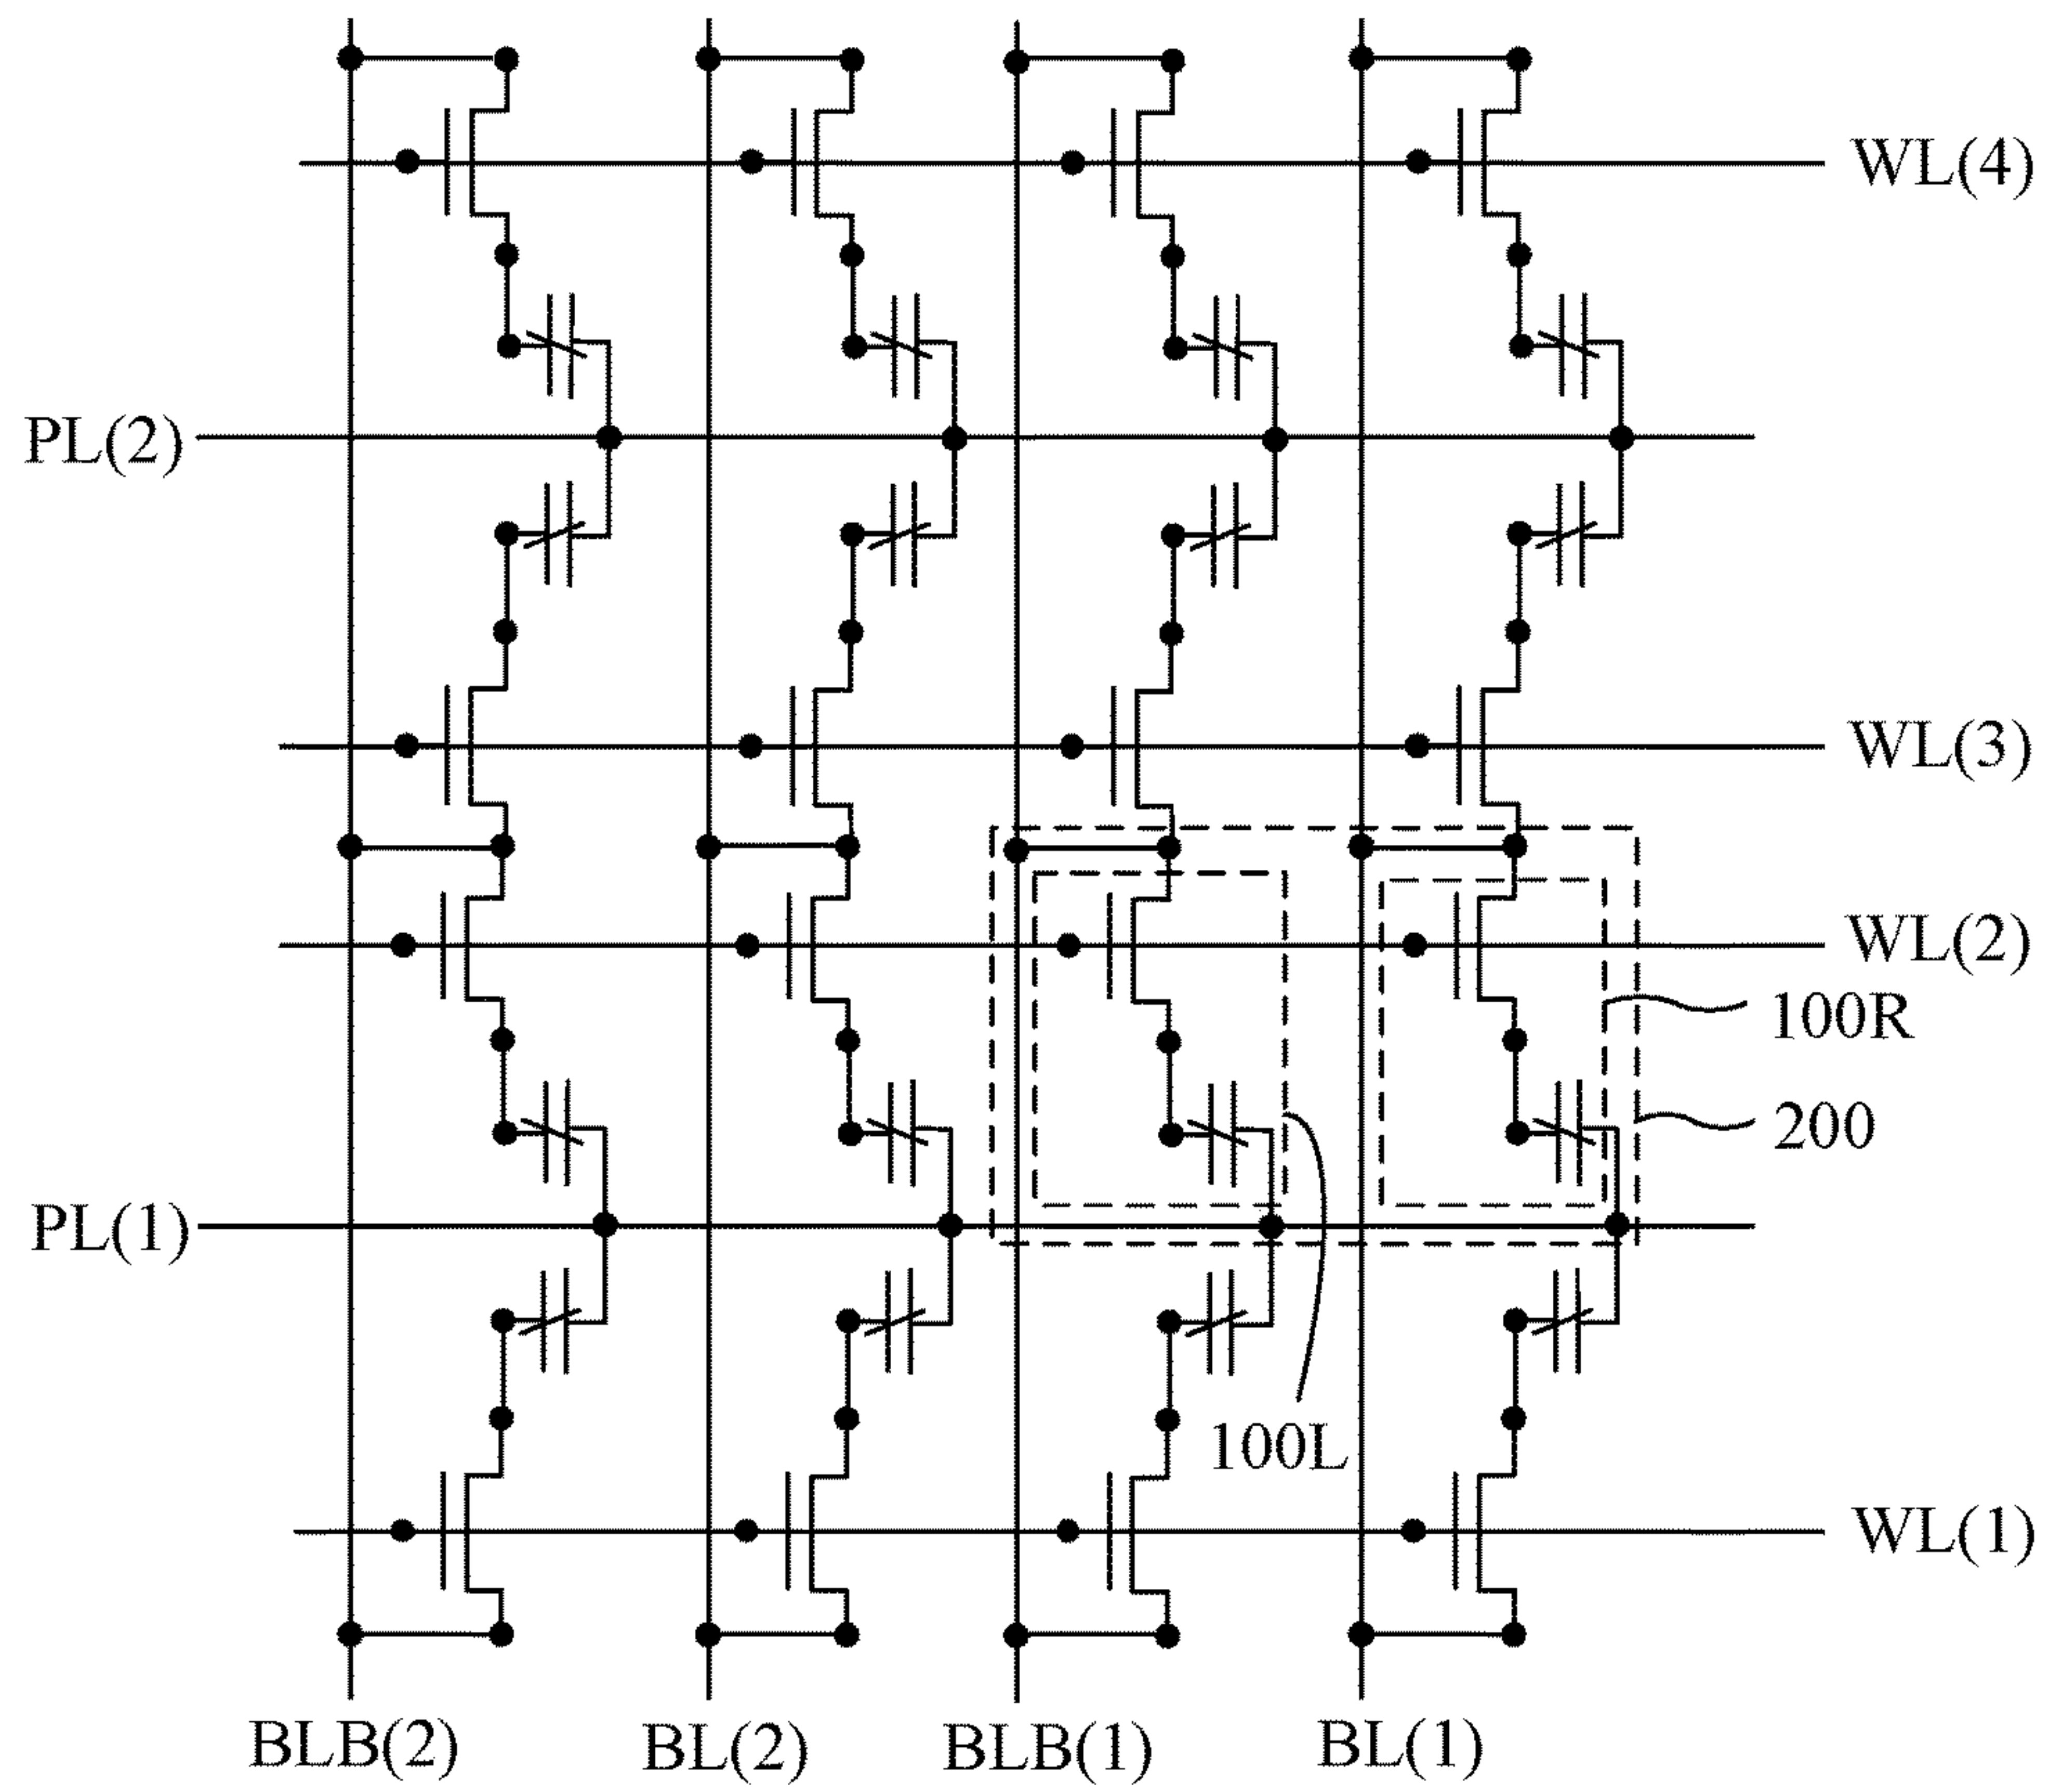 WL(4)
PL(2)
WL(3)
WL(2)
100R
200
PL(1)
100L
WL(1)
BLB(2)
BL(2)
BLB(1)
BL(1)